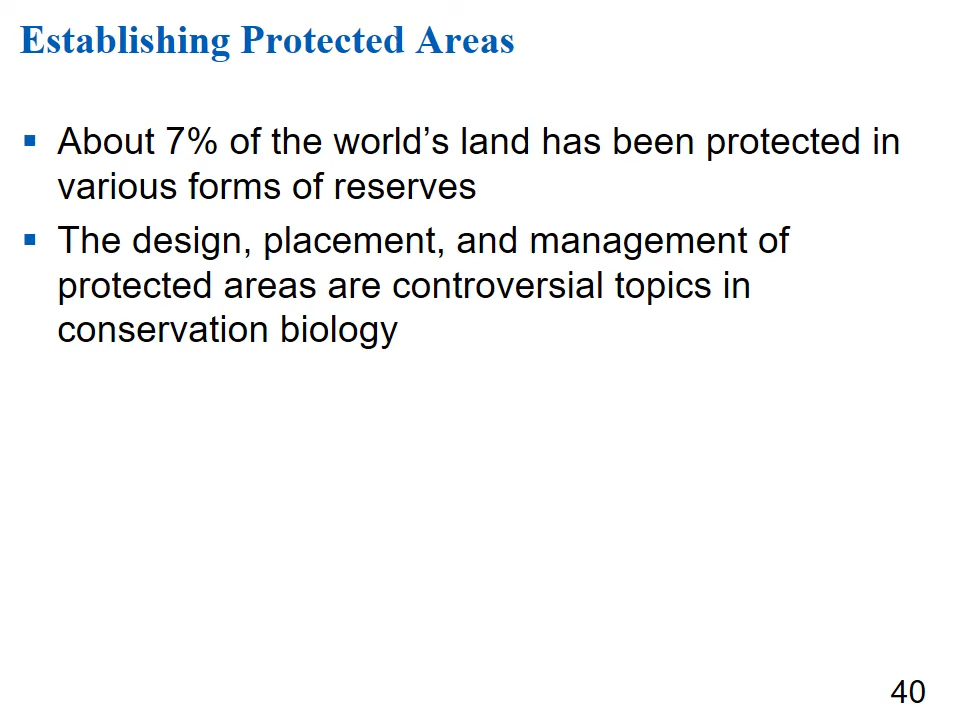 Establishing Protected Areas
▪ About 7% of the world’s land has been protected in
various forms of reserves
▪ The design, placement, and management of
protected areas are controversial topics in
conservation biology
40